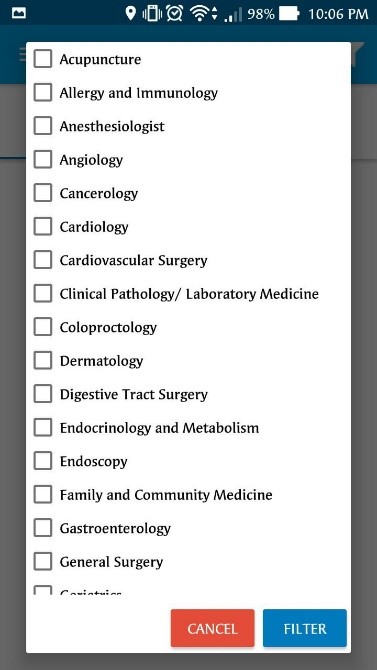 98% 10:06 PM
Acupuncture
Allergy and Immunology
Anesthesiologist
Angiology
Cancerology
Cardiology
Cardiovascular Surgery
Clinical Pathology/ Laboratory Medicine
Coloproctology
Dermatology
Digestive Tract Surgery
Endocrinology and Metabolism
Endoscopy
Family and Community Medicine
Gastroenterology
General Surgery
Geriatrics
CANCEL FILTER